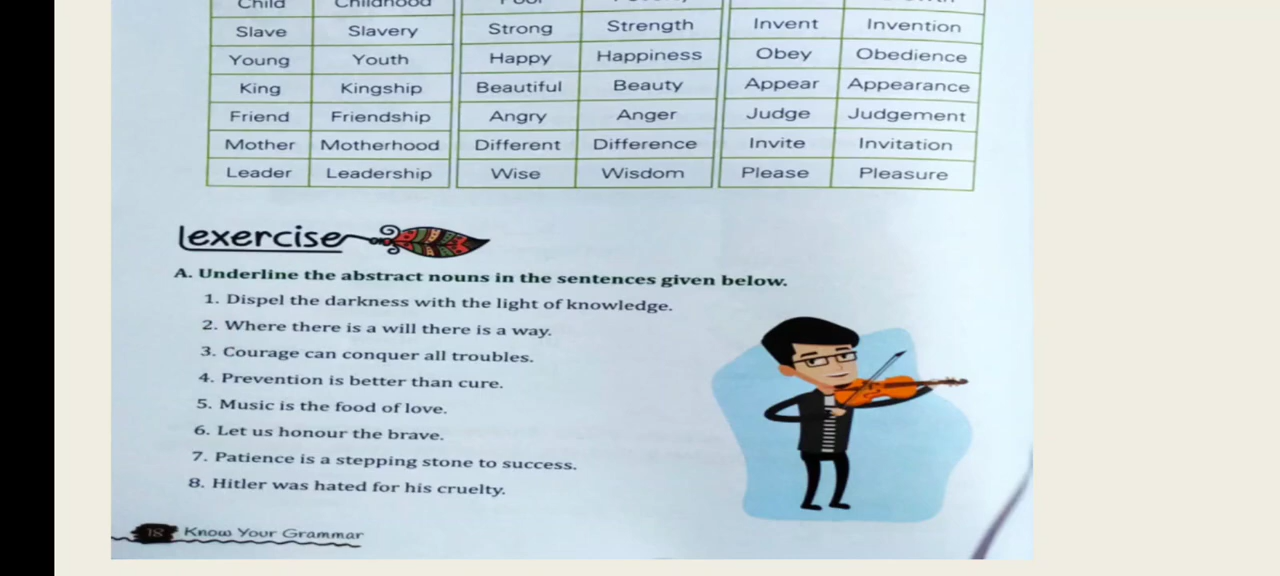 Child Childhood
Slave Slavery Strong Strength Invent Invention
Young Youth Happy Happiness Obey Obedience
King Kingship Beautiful Beauty Appear Appearance
Friend Friendship Angry Anger Judge Judgement
Mother Motherhood Different Difference Invite Invitation
Leader Leadership Wise Wisdom Please Pleasure
lexercise
A. Underline the abstract nouns in the sentences given below.
1. Dispel the darkness with the light of knowledge.
2. Where there is a will there is a way.
3. Courage can conquer all troubles.
4. Prevention is better than cure.
5. Music is the food of love.
6. Let us honour the brave.
7. Patience is a stepping stone to success.
8. Hitler was hated for his cruelty.
18 Know Your Grammar